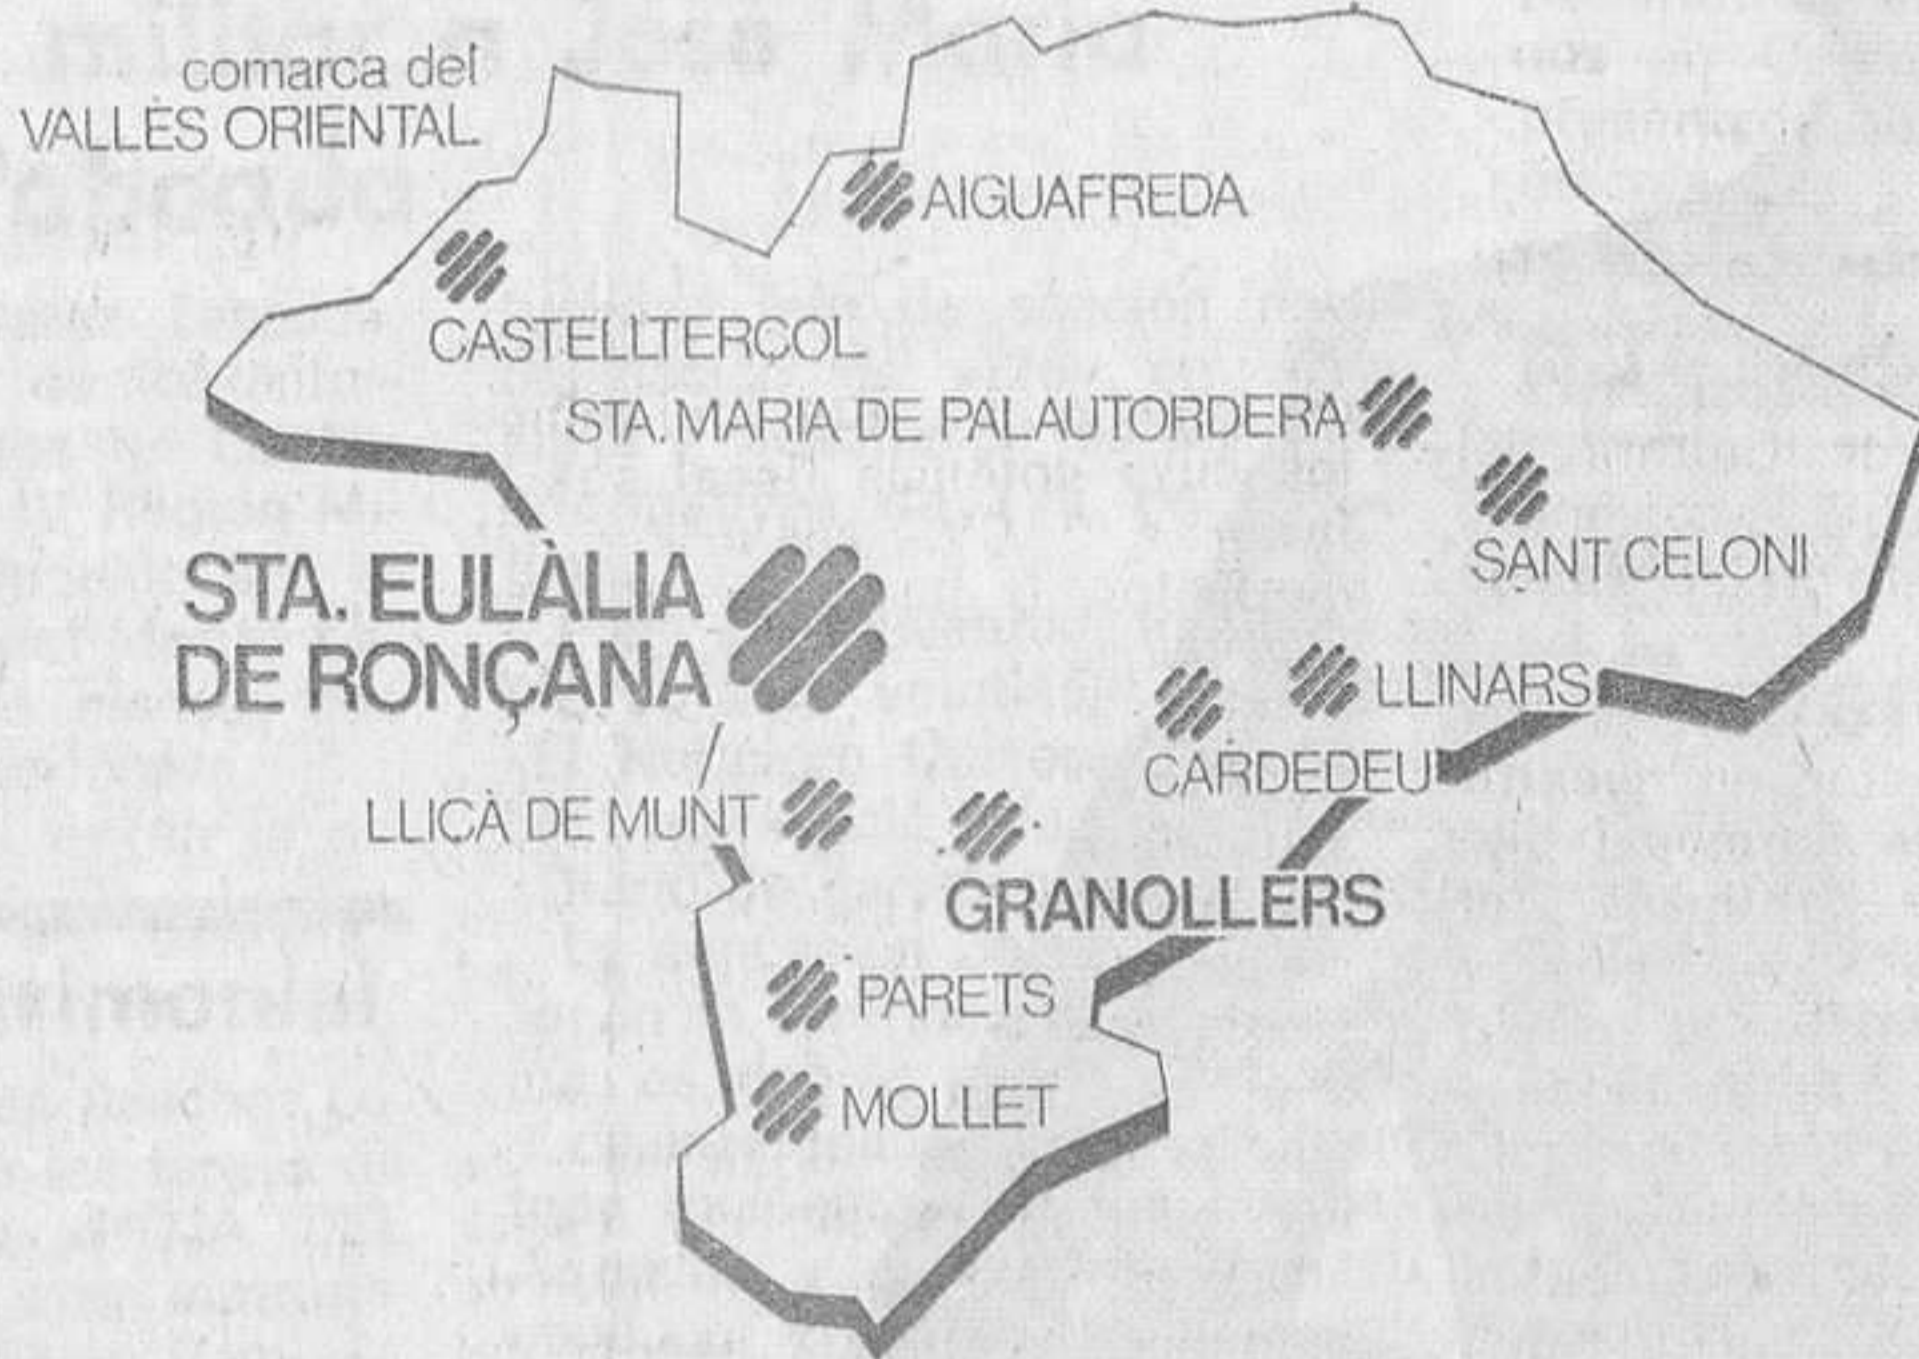 comarca del
VALLÈS ORIENTAL
AIGUAFREDA
CASTELLTERÇOL
STA. MARIA DE PALAUTORDERA
SANT CELONI
STA. EULÀLIA
DE RONÇANA
LLINARS
CARDEDEU
LLIÇÀ DE MUNT
GRANOLLERS
PARETS
MOLLET